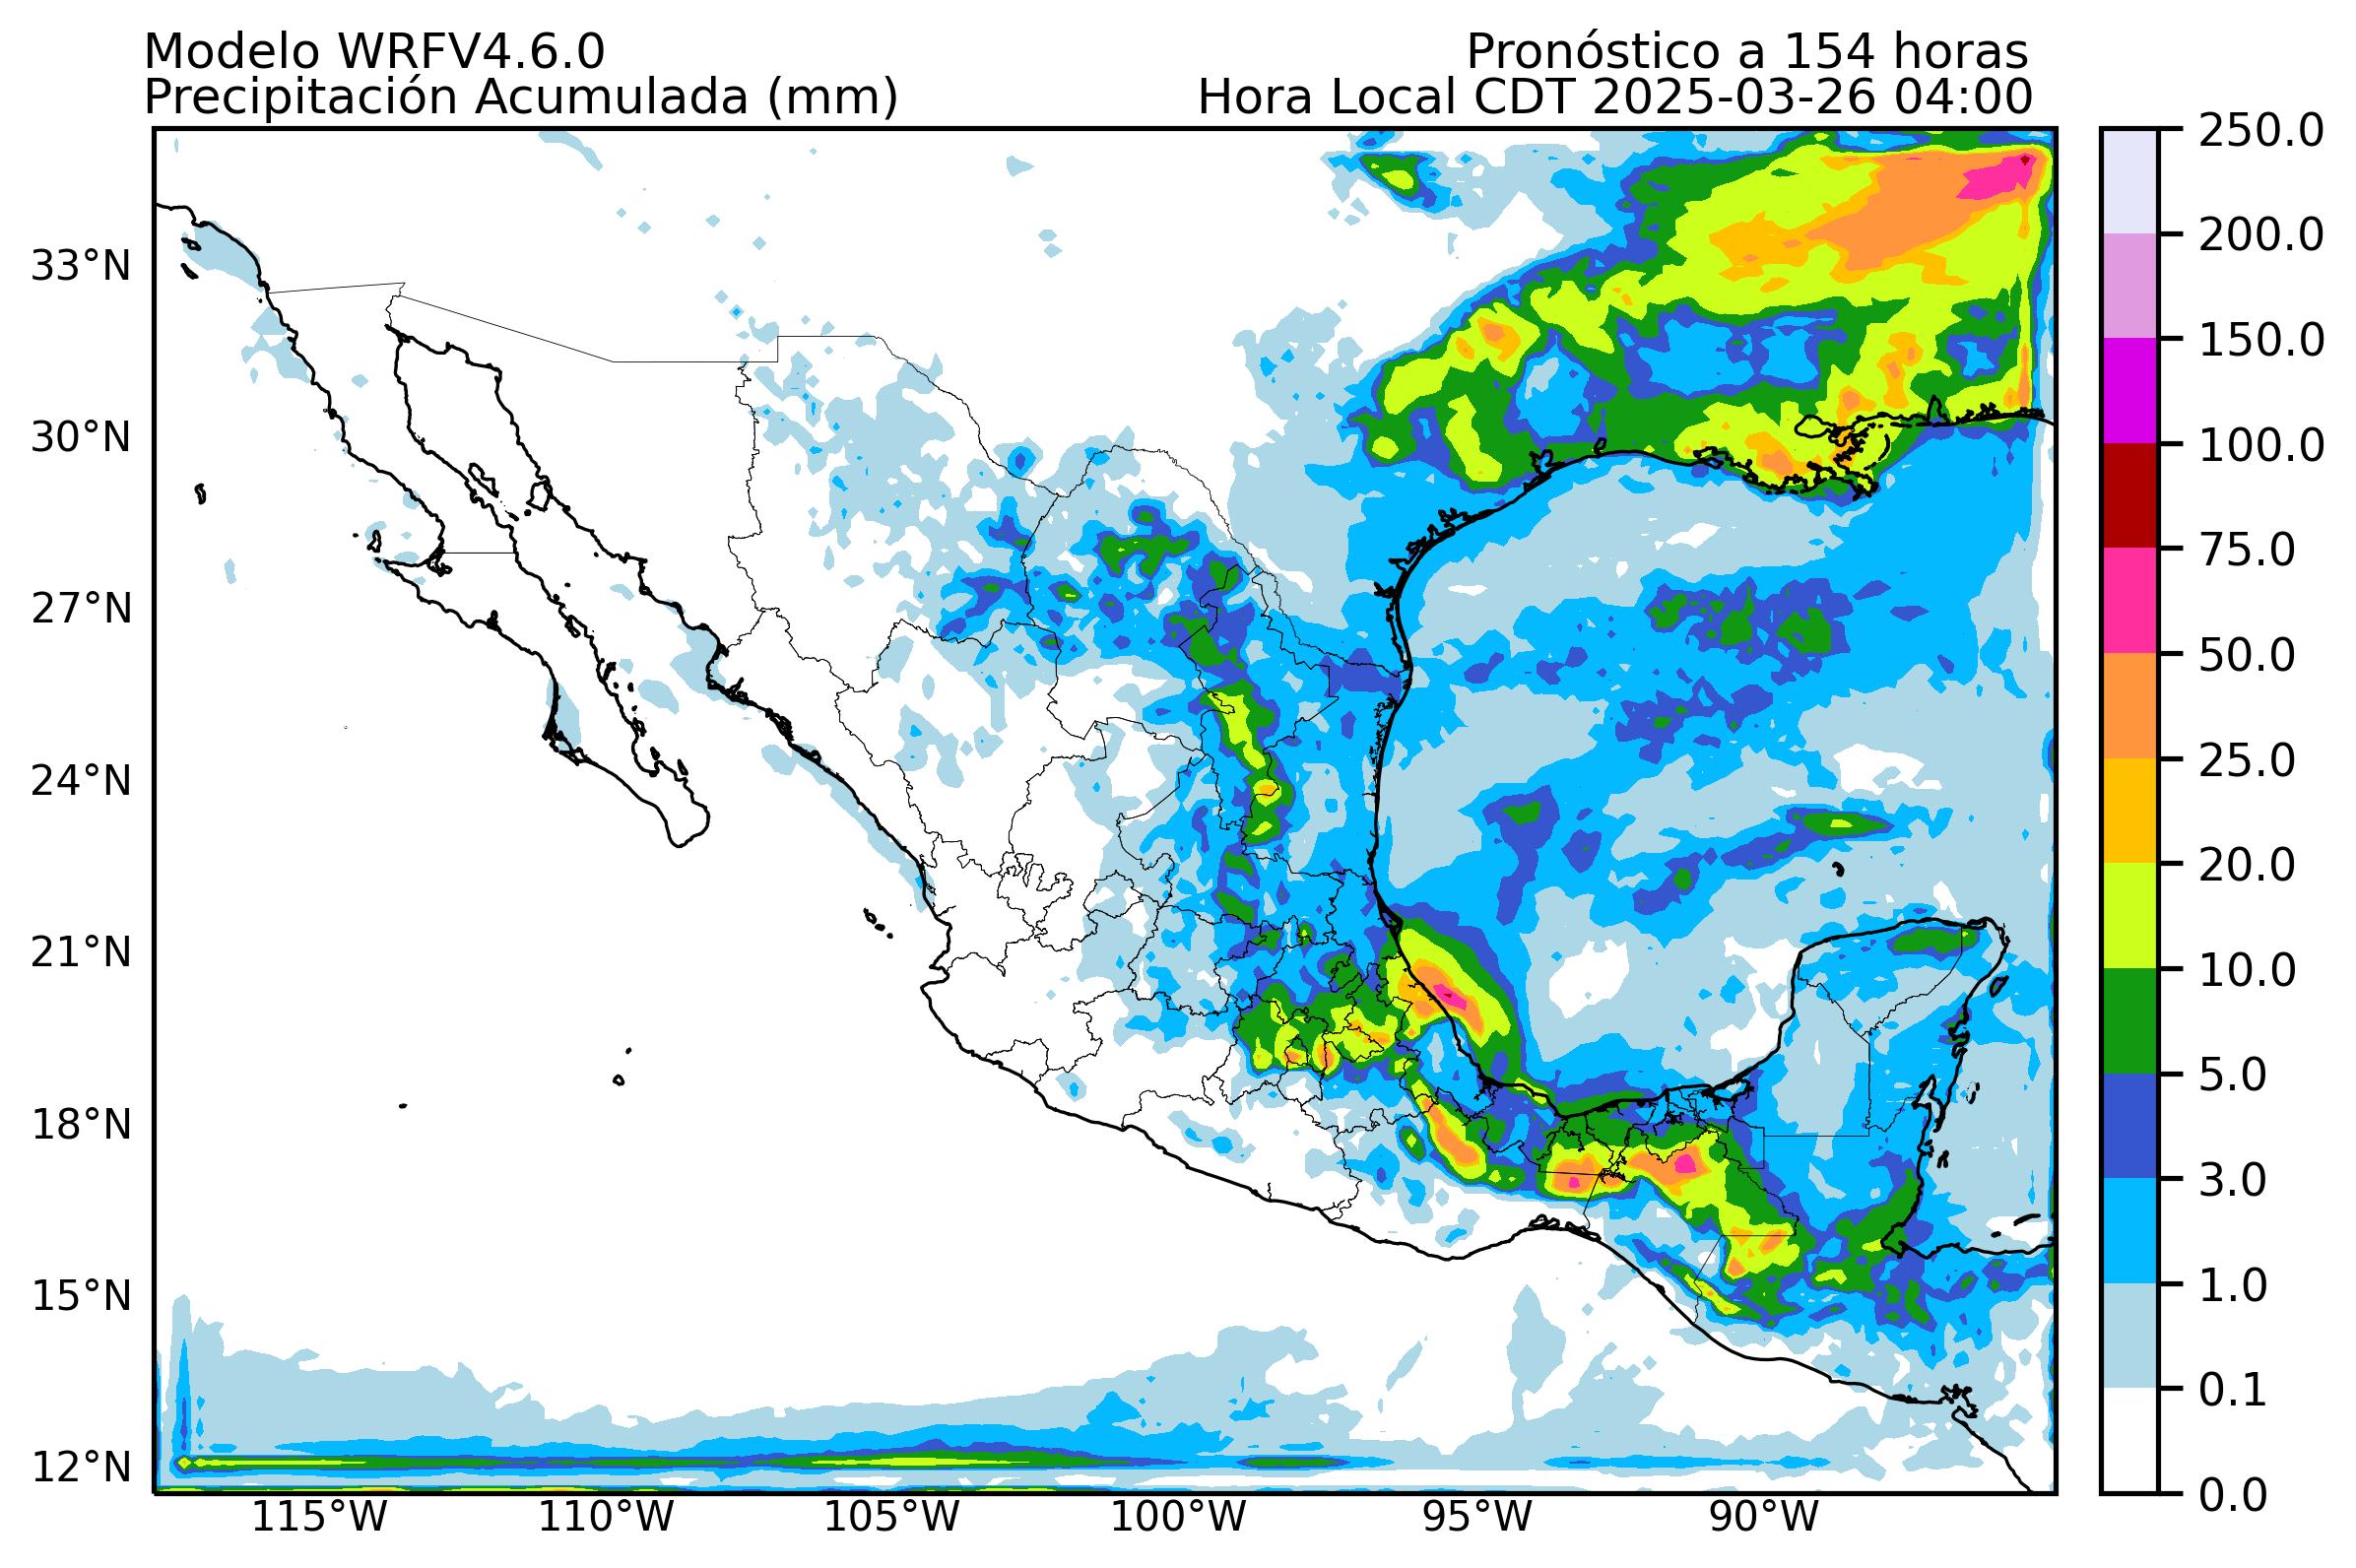 Modelo WRFV4.6.0
Pronóstico a 154 horas
Precipitación Acumulada (mm)
Hora Local CDT 2025-03-26 04:00
33°N
30°N
27°N
24°N
21°N
18°N
15°N
12°N
115°W
110°W
105°W
100°W
95°W
90°W
250.0
200.0
150.0
100.0
75.0
50.0
25.0
20.0
10.0
5.0
3.0
1.0
0.1
0.0